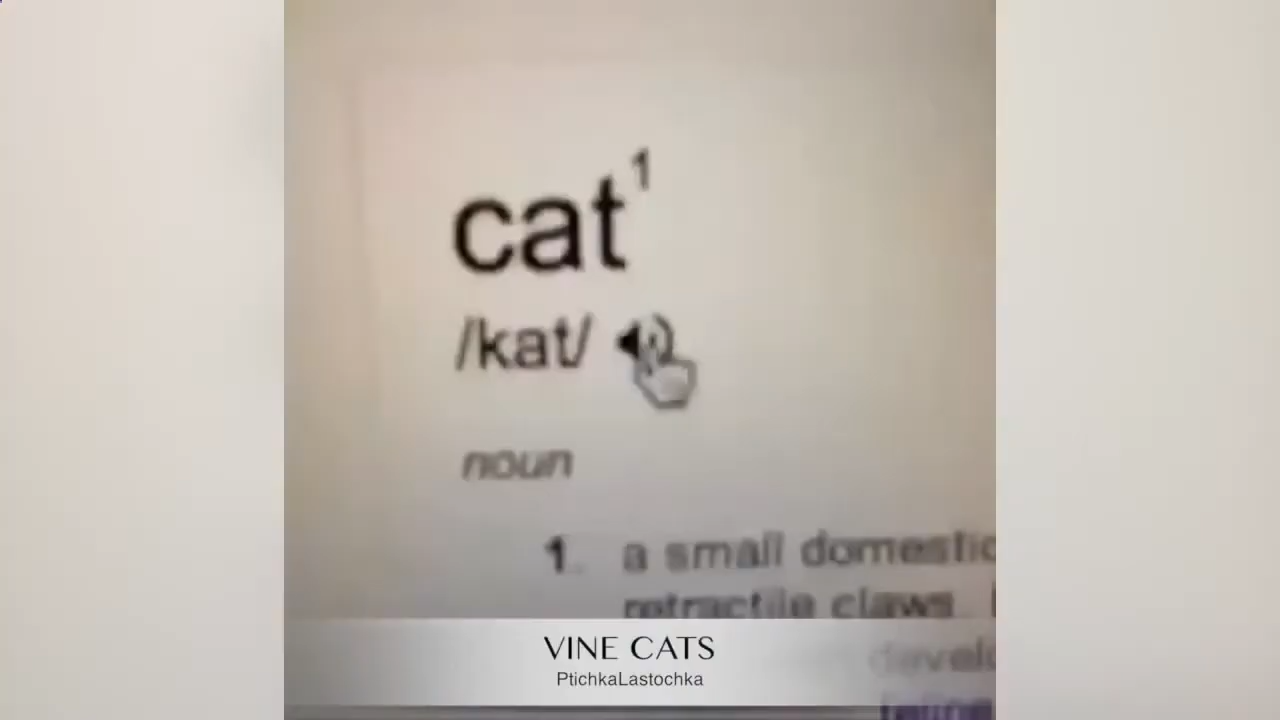 cat¹
/kat/
noun
1. a small domestic
retractile claws.
VINE CATS
PtichkaLastochka